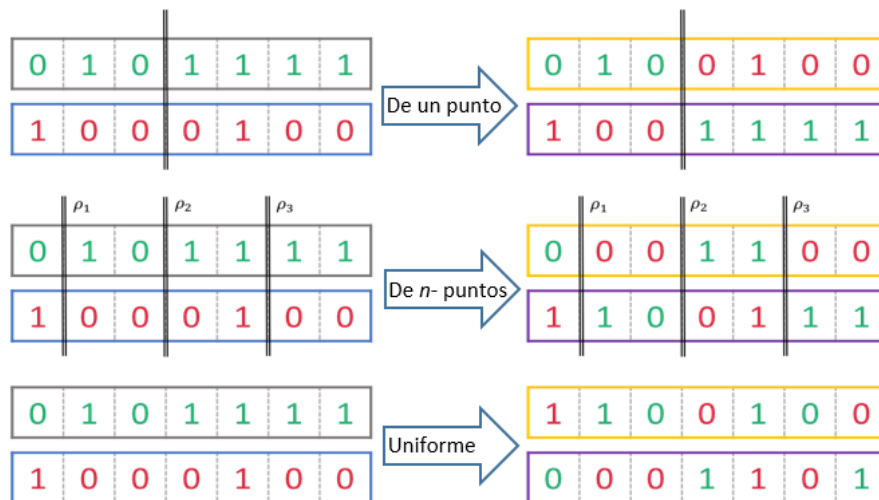 0 1 0 1 1 1 1
1 0 0 0 1 0 0
De un punto
0 1 0 0 1 0 0
1 0 0 1 1 1 1
ρ₁ ρ₂ ρ₃
0 1 0 1 1 1 1
1 0 0 0 1 0 0
De n- puntos
ρ₁ ρ₂ ρ₃
0 0 0 1 1 0 0
1 1 0 0 1 1 1
0 1 0 1 1 1 1
1 0 0 0 1 0 0
Uniforme
1 1 0 0 1 0 0
0 0 0 1 1 0 1